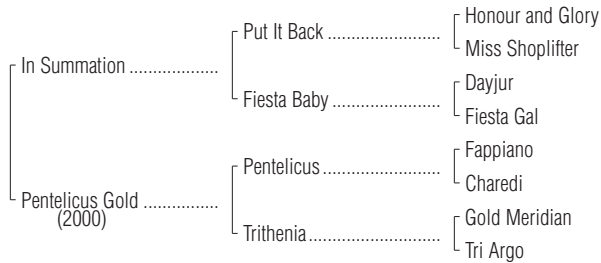 Honour and Glory
Put It Back ........................
Miss Shoplifter
In Summation ...................
Dayjur
Fiesta Baby .......................
Fiesta Gal
Fappiano
Pentelicus .........................
Charedi
Pentelicus Gold ................
(2000)
Gold Meridian
Trithenia ............................
Tri Argo